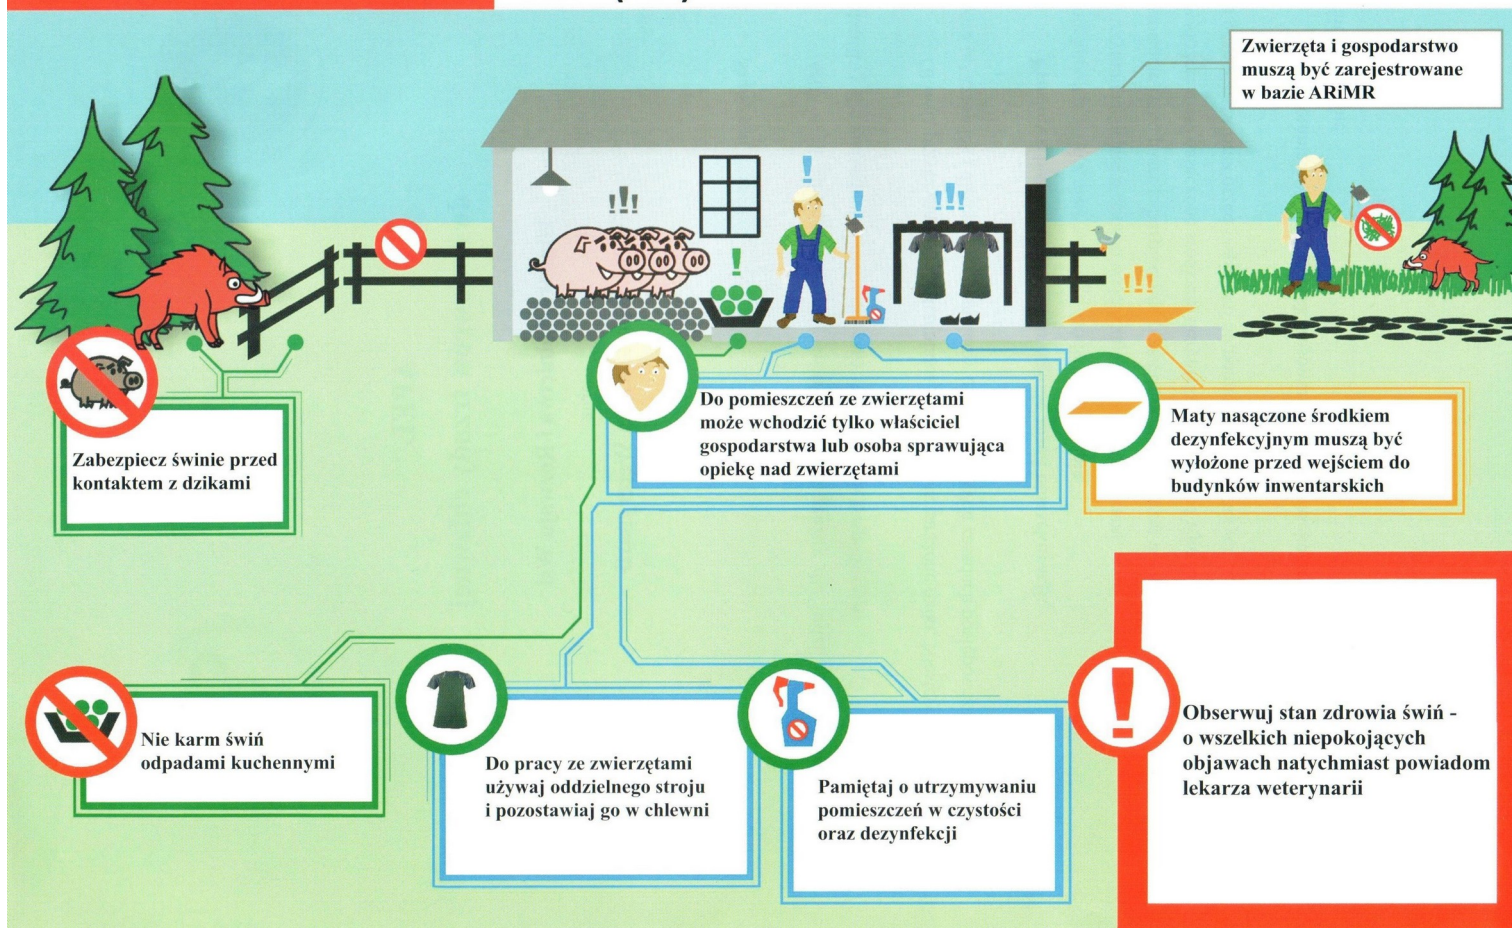 Zwierzęta i gospodarstwo
muszą być zarejestrowane
w bazie ARiMR
Zabezpiecz świnie przed
kontaktem z dzikami
Do pomieszczeń ze zwierzętami
może wchodzić tylko właściciel
gospodarstwa lub osoba sprawująca
opiekę nad zwierzętami
Maty nasączone środkiem
dezynfekcyjnym muszą być
wyłożone przed wejściem do
budynków inwentarskich
Nie karm świń
odpadami kuchennymi
Do pracy ze zwierzętami
używaj oddzielnego stroju
i pozostawiaj go w chlewni
Pamiętaj o utrzymywaniu
pomieszczeń w czystości
oraz dezynfekcji
Obserwuj stan zdrowia świń -
o wszelkich niepokojących
objawach natychmiast powiadom
lekarza weterynarii